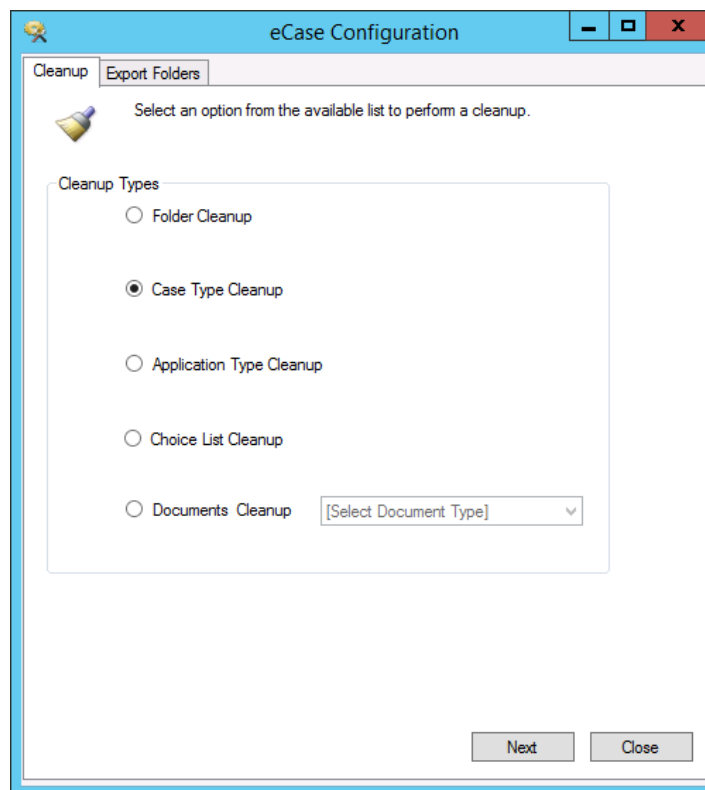 eCase Configuration
Cleanup
Export Folders
Select an option from the available list to perform a cleanup.
Cleanup Types
Folder Cleanup
Case Type Cleanup
Application Type Cleanup
Choice List Cleanup
Documents Cleanup [Select Document Type]
Next Close